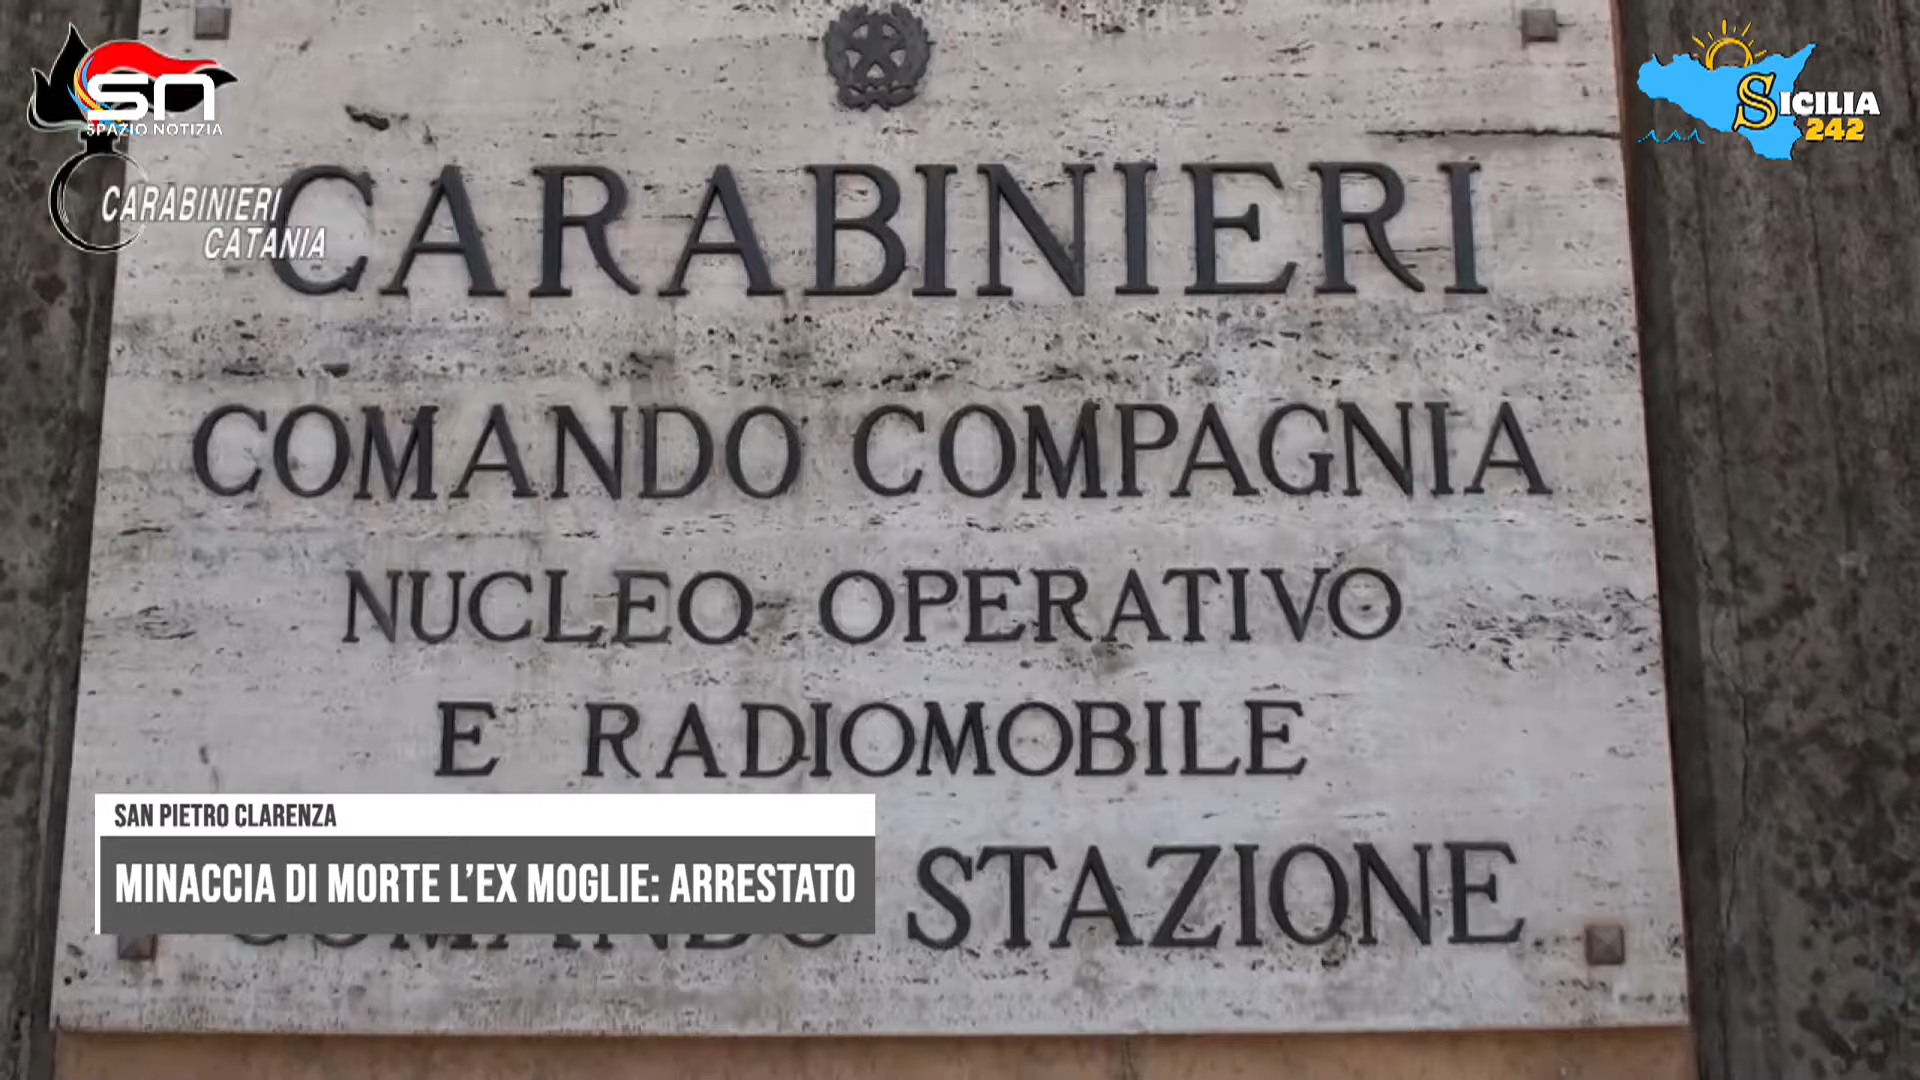 SN
SPAZIO NOTIZIA
SICILIA
242
CARABINIERI
CATANIA
CARABINIERI
COMANDO COMPAGNIA
NUCLEO OPERATIVO
E RADIOMOBILE
COMANDO STAZIONE
SAN PIETRO CLARENZA
MINACCIA DI MORTE L’EX MOGLIE: ARRESTATO